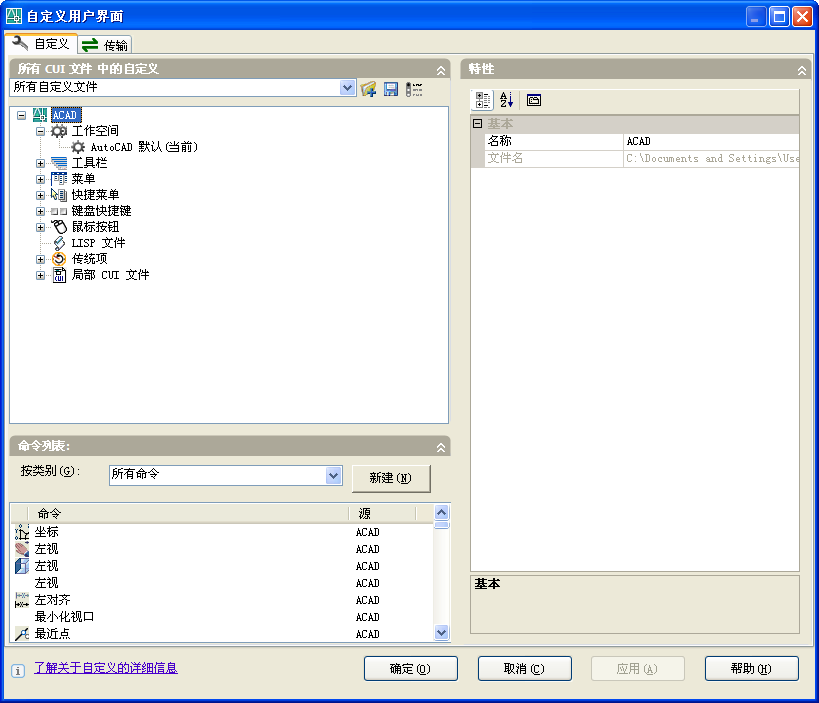 自定义用户界面
自定义 传输
所有 CUI 文件 中的自定义
所有自定义文件
ACAD
工作空间
AutoCAD 默认(当前)
工具栏
菜单
快捷菜单
键盘快捷键
鼠标按钮
LISP 文件
传统项
局部 CUI 文件
命令列表:
按类别(G): 所有命令 新建(N)
命令 源
坐标 ACAD
左视 ACAD
左视 ACAD
左视 ACAD
左对齐 ACAD
最小化视口 ACAD
最近点 ACAD
特性
基本
名称 ACAD
文件名 C:\Documents and Settings\Use
基本
了解关于自定义的详细信息
确定(O) 取消(C) 应用(A) 帮助(H)